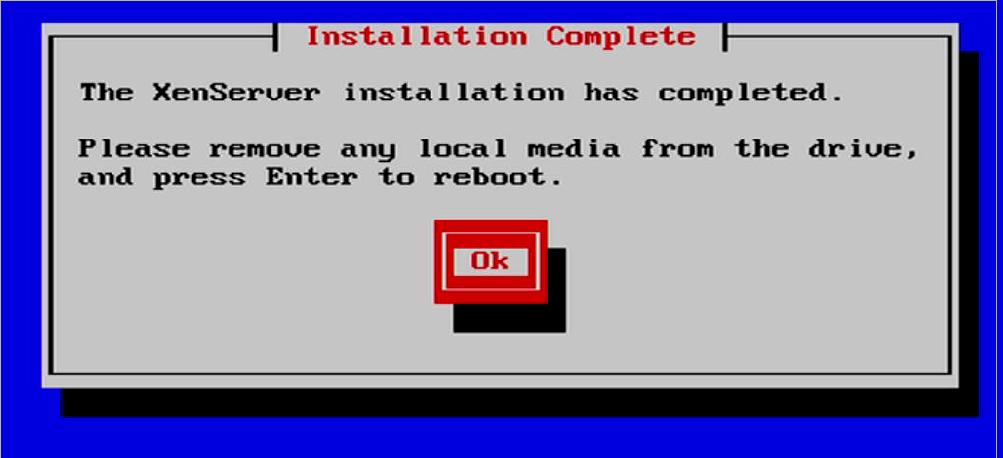 Installation Complete
The XenServer installation has completed.
Please remove any local media from the drive,
and press Enter to reboot.
Ok